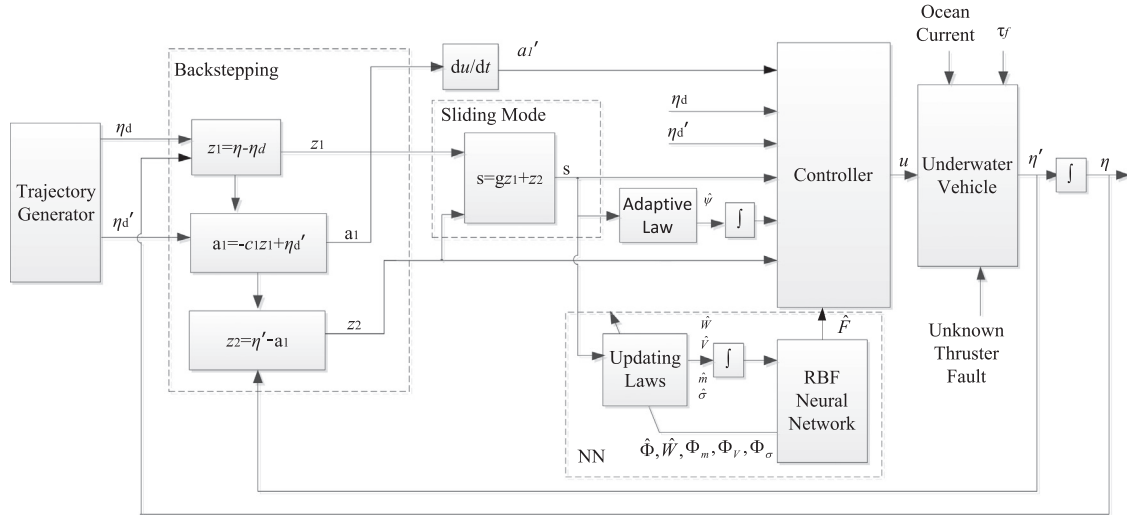 Ocean
Current
τf
Backstepping
du/dt
a1′
Sliding Mode
ηd
ηd′
Trajectory
Generator
ηd
ηd′
z1=η-ηd
z1
a1=-c1z1+ηd′
a1
z2=η′-a1
z2
s=gz1+z2
s
Adaptive
Law
ψ̂
∫
Controller
u
Underwater
Vehicle
η′
∫
η
Unknown
Thruster
Fault
F̂
Updating
Laws
Ŵ
V̂
m̂
σ̂
∫
RBF
Neural
Network
Φ̂,Ŵ,Φm,ΦV,Φσ
NN